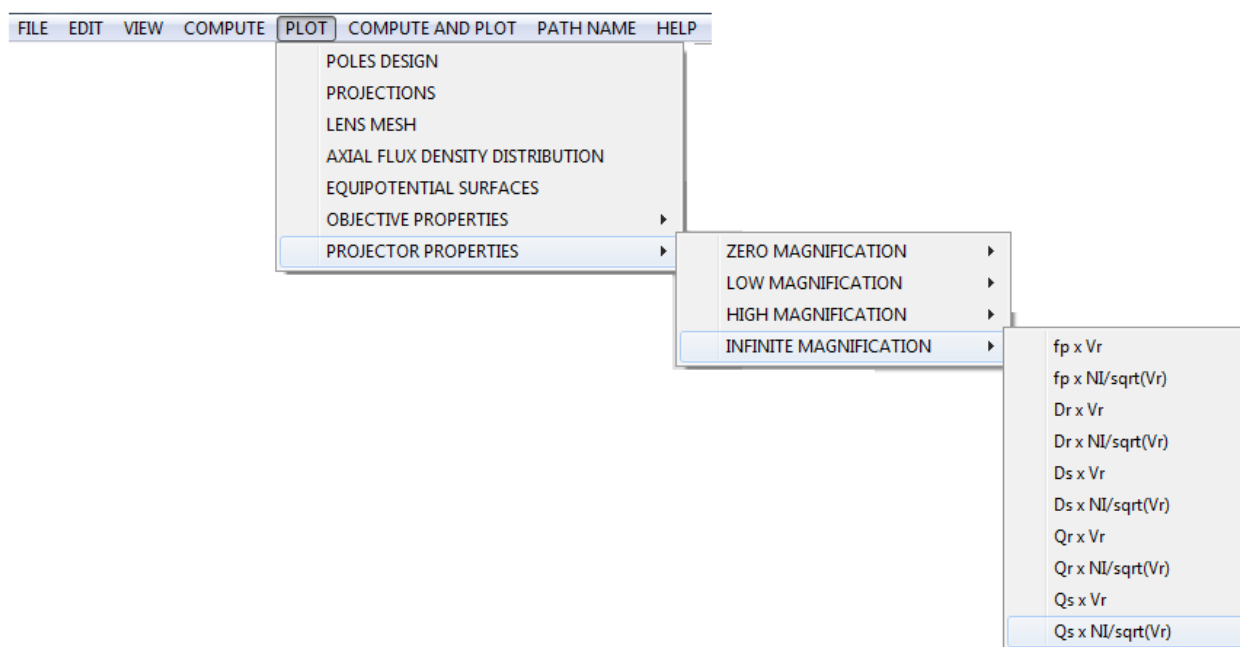 FILE EDIT VIEW COMPUTE PLOT COMPUTE AND PLOT PATH NAME HELP
POLES DESIGN
PROJECTIONS
LENS MESH
AXIAL FLUX DENSITY DISTRIBUTION
EQUIPOTENTIAL SURFACES
OBJECTIVE PROPERTIES
PROJECTOR PROPERTIES
ZERO MAGNIFICATION
LOW MAGNIFICATION
HIGH MAGNIFICATION
INFINITE MAGNIFICATION
fp x Vr
fp x NI/sqrt(Vr)
Dr x Vr
Dr x NI/sqrt(Vr)
Ds x Vr
Ds x NI/sqrt(Vr)
Qr x Vr
Qr x NI/sqrt(Vr)
Qs x Vr
Qs x NI/sqrt(Vr)